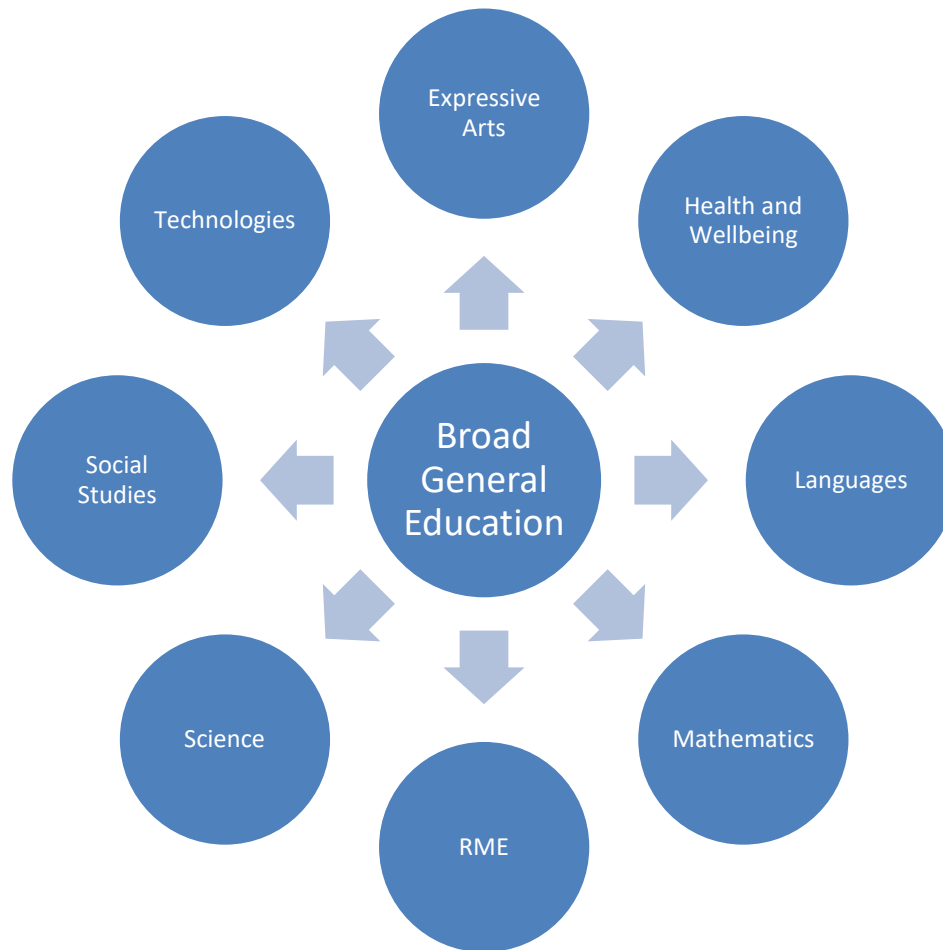 Expressive
Arts
Health and
Wellbeing
Languages
Mathematics
RME
Science
Social
Studies
Technologies
Broad
General
Education